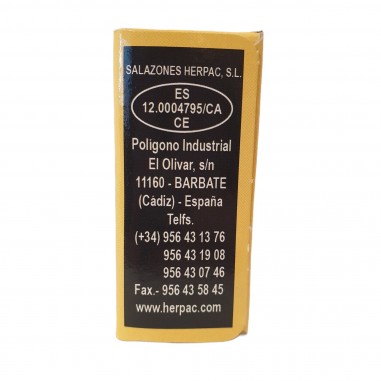 SALAZONES HERPAC, S.L.
ES
12.0004795/CA
CE
Polígono Industrial
El Olivar, s/n
11160 - BARBATE
(Cádiz) - España
Telfs.
(+34) 956 43 13 76
956 43 19 08
956 43 07 46
Fax.- 956 43 58 45
www.herpac.com